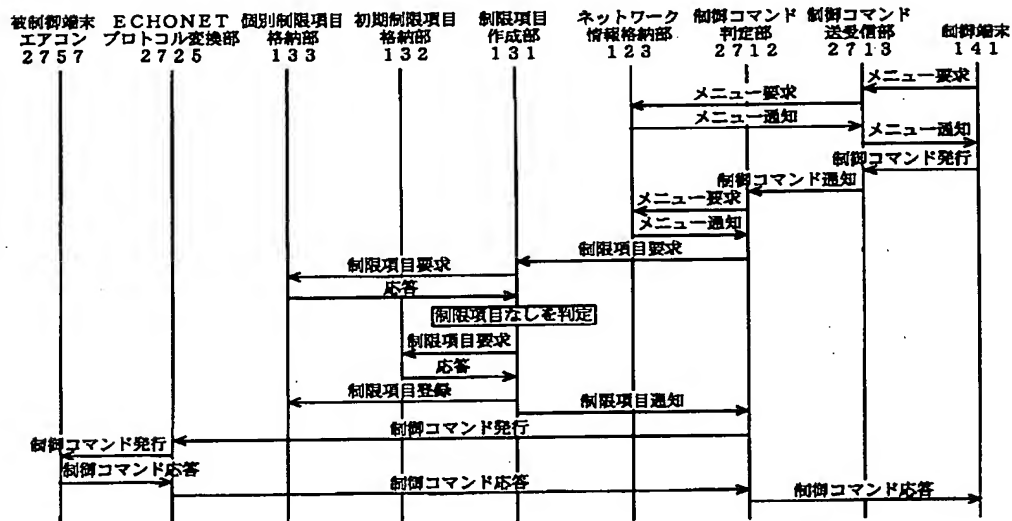 被制御端末
エアコン
2757
ECHONET
プロトコル変換部
2725
個別制限項目
格納部
133
初期制限項目
格納部
132
制限項目
作成部
131
ネットワーク
情報格納部
123
制御コマンド
判定部
2712
制御コマンド
送受信部
2713
制御端末
141
メニュー要求
メニュー要求
メニュー通知
メニュー通知
制御コマンド発行
制御コマンド通知
メニュー要求
メニュー通知
制限項目要求
制限項目要求
応答
制限項目なしを判定
制限項目要求
応答
制限項目登録
制限項目通知
制御コマンド発行
制御コマンド発行
制御コマンド応答
制御コマンド応答
制御コマンド応答